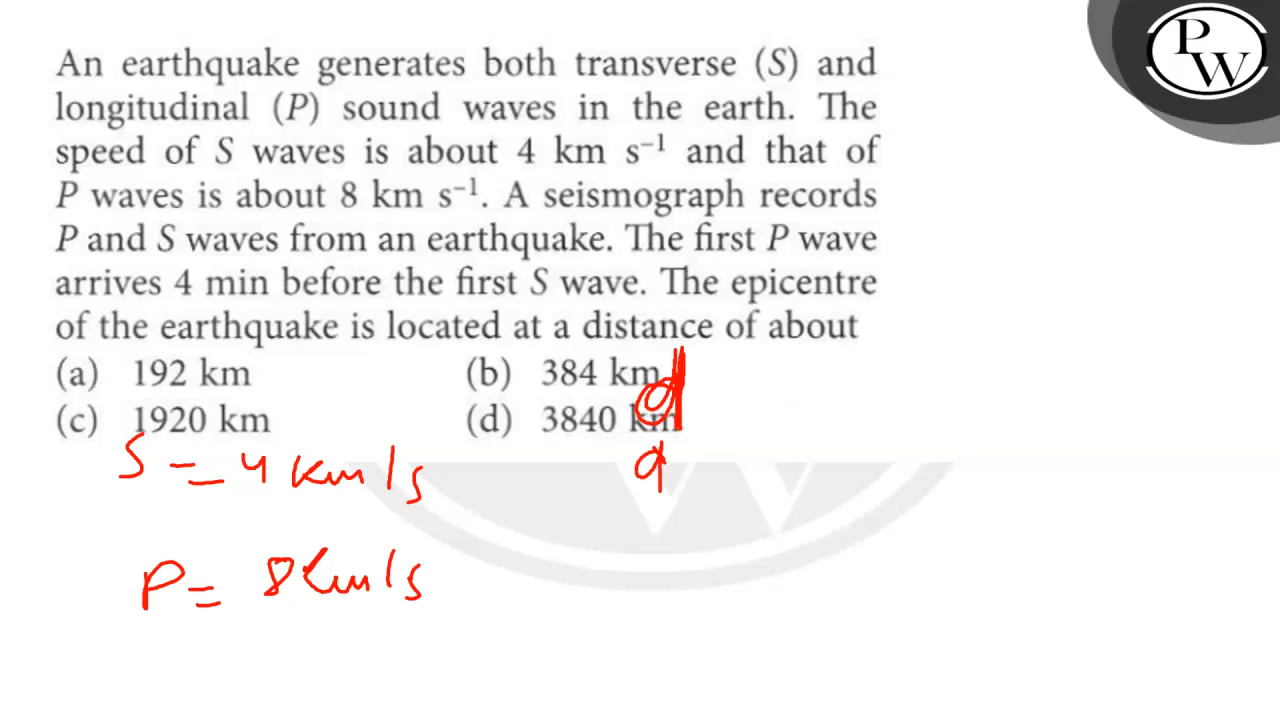 P
W
An earthquake generates both transverse (S) and
longitudinal (P) sound waves in the earth. The
speed of S waves is about 4 km s⁻¹ and that of
P waves is about 8 km s⁻¹. A seismograph records
P and S waves from an earthquake. The first P wave
arrives 4 min before the first S wave. The epicentre
of the earthquake is located at a distance of about
(a) 192 km (b) 384 km
(c) 1920 km (d) 3840 km
d
S = 4 km/s
d
P = 8 km/s